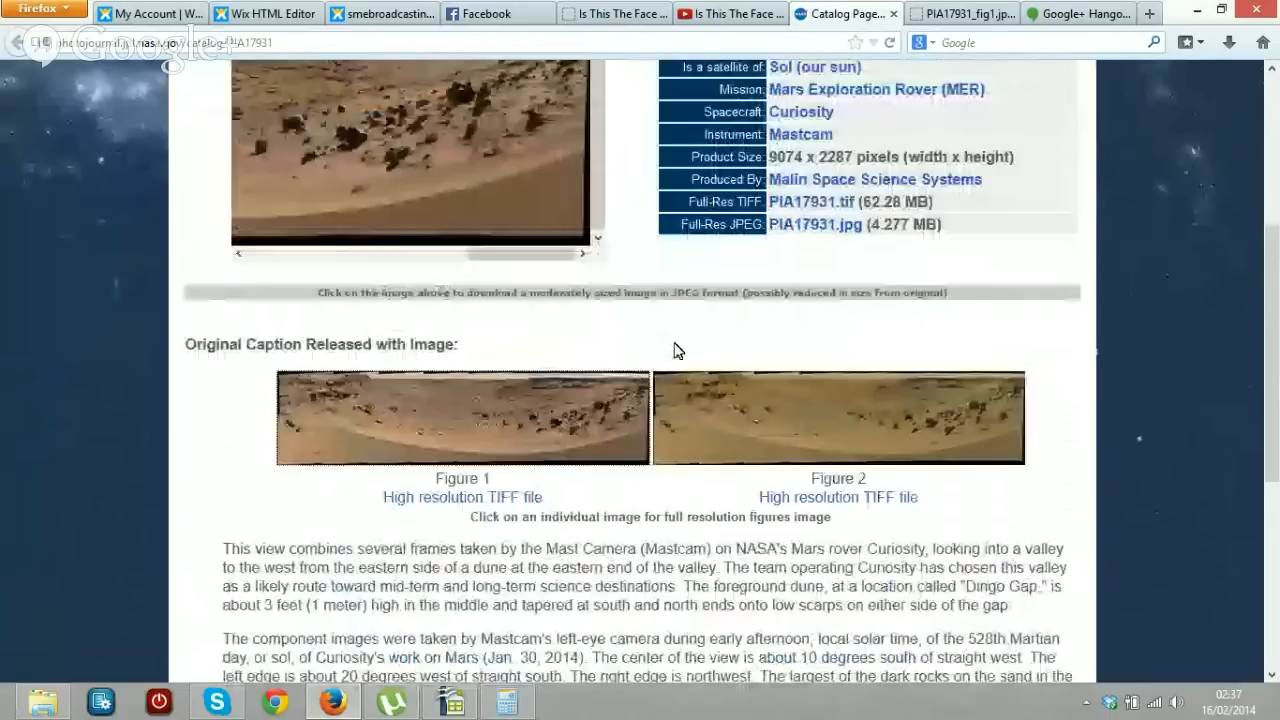 Firefox
My Account | W...
Wix HTML Editor
smebroadcastin...
Facebook
Is This The Face ...
Is This The Face ...
Catalog Page...
PIA17931_fig1.jp...
Google+ Hango...
Google+
photojournal.jpl.nasa.gov/catalog/PIA17931
Google
Is a satellite of: Sol (our sun)
Mission: Mars Exploration Rover (MER)
Spacecraft: Curiosity
Instrument: Mastcam
Product Size: 9074 x 2287 pixels (width x height)
Produced By: Malin Space Science Systems
Full-Res TIFF: PIA17931.tif (62.28 MB)
Full-Res JPEG: PIA17931.jpg (4.277 MB)
Click on the image above to download a moderately sized image in JPEG format (possibly reduced in size from original)
Original Caption Released with Image:
Figure 1
Figure 2
High resolution TIFF file
High resolution TIFF file
Click on an individual image for full resolution figures image
This view combines several frames taken by the Mast Camera (Mastcam) on NASA's Mars rover Curiosity, looking into a valley
to the west from the eastern side of a dune at the eastern end of the valley. The team operating Curiosity has chosen this valley
as a likely route toward mid-term and long-term science destinations. The foreground dune, at a location called "Dingo Gap," is
about 3 feet (1 meter) high in the middle and tapered at south and north ends onto low scarps on either side of the gap.
The component images were taken by Mastcam's left-eye camera during early afternoon, local solar time, of the 528th Martian
day, or sol, of Curiosity's work on Mars (Jan. 30, 2014). The center of the view is about 10 degrees south of straight west. The
left edge is about 20 degrees west of straight south. The right edge is northwest. The largest of the dark rocks on the sand in the
02:37
16/02/2014